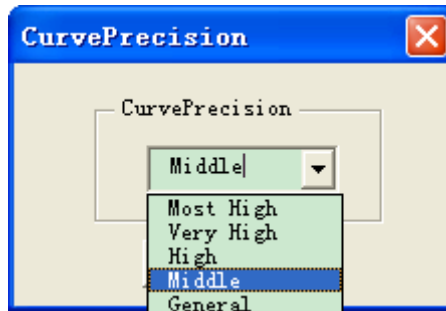 CurvePrecision
CurvePrecision
Middle
Most High
Very High
High
Middle
General